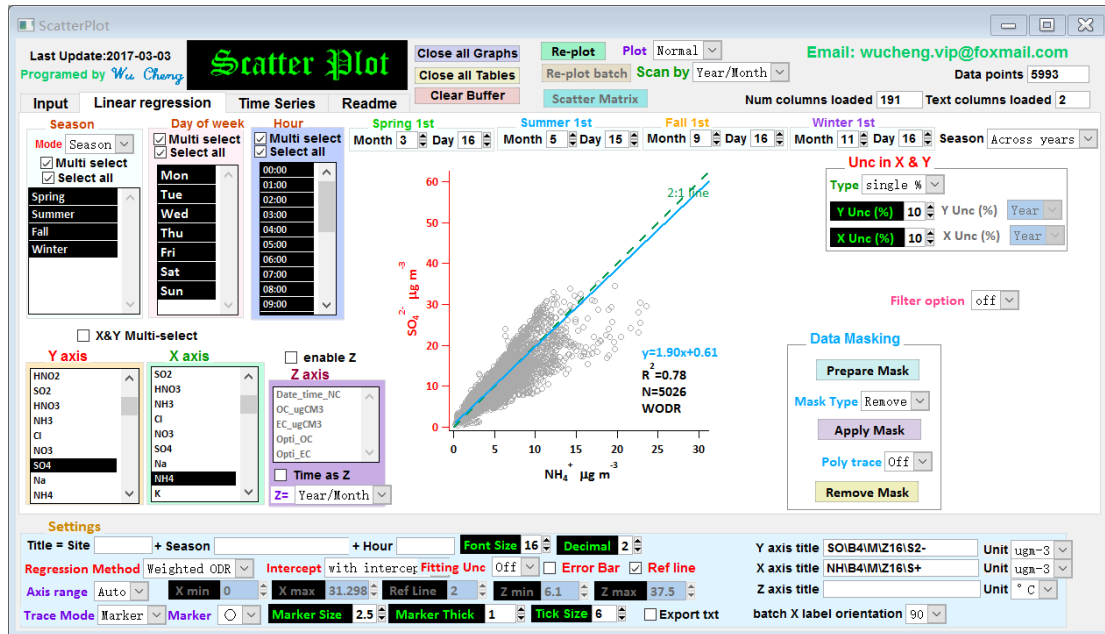 ScatterPlot
Last Update:2017-03-03
Programed by Wu Cheng
Scatter Plot
Close all Graphs
Close all Tables
Clear Buffer
Re-plot
Plot Normal
Re-plot batch
Scan by Year/Month
Scatter Matrix
Email: wucheng.vip@foxmail.com
Data points 5993
Num columns loaded 191 Text columns loaded 2
Input Linear regression Time Series Readme
Season
Mode Season
Multi select
Select all
Spring
Summer
Fall
Winter
Day of week
Multi select
Select all
Mon
Tue
Wed
Thu
Fri
Sat
Sun
Hour
Multi select
Select all
00:00
01:00
02:00
03:00
04:00
05:00
06:00
07:00
08:00
09:00
Spring 1st
Month 3 Day 16
Summer 1st
Month 5 Day 15
Fall 1st
Month 9 Day 16
Winter 1st
Month 11 Day 16
Season Across years
Unc in X & Y
Type single %
Y Unc (%) 10 Y Unc (%) Year
X Unc (%) 10 X Unc (%) Year
Filter option off
60
50
40
30
20
10
0
SO4 2- µg m -3
2:1 line
y=1.90x+0.61
R2=0.78
N=5026
WODR
0 5 10 15 20 25 30
NH4 + µg m -3
Data Masking
Prepare Mask
Mask Type Remove
Apply Mask
Poly trace Off
Remove Mask
X&Y Multi-select
Y axis
HNO2
SO2
HNO3
NH3
Cl
NO3
SO4
Na
NH4
X axis
SO2
HNO3
NH3
Cl
NO3
SO4
Na
NH4
K
enable Z
Z axis
Date_time_NC
OC_ugCM3
EC_ugCM3
Opti_OC
Opti_EC
Time as Z
Z= Year/Month
Settings
Title = Site + Season + Hour Font Size 16 Decimal 2
Regression Method Weighted ODR Intercept with intercep Fitting Unc Off Error Bar Ref line
Axis range Auto X min 0 X max 31.298 Ref Line 2 Z min 6.1 Z max 37.5
Trace Mode Marker Marker Marker Size 2.5 Marker Thick 1 Tick Size 6 Export txt
Y axis title SO\B4\M\Z16\S2- Unit ugm-3
X axis title NH\B4\M\Z16\S+ Unit ugm-3
Z axis title Unit ° C
batch X label orientation 90